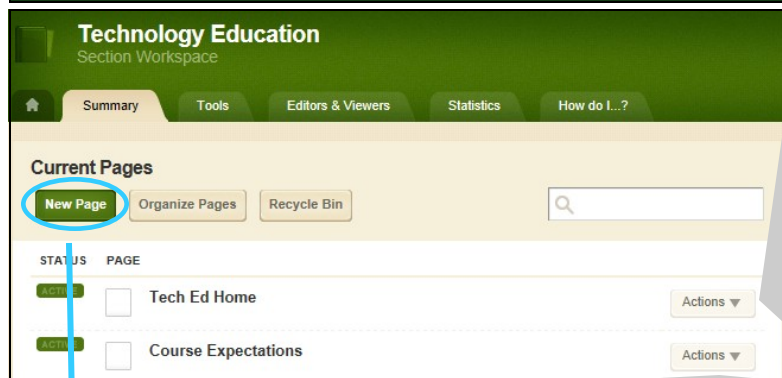 Technology Education
Section Workspace
Summary Tools Editors & Viewers Statistics How do I...?
Current Pages
New Page Organize Pages Recycle Bin
STATUS PAGE
ACTIVE Tech Ed Home Actions
ACTIVE Course Expectations Actions